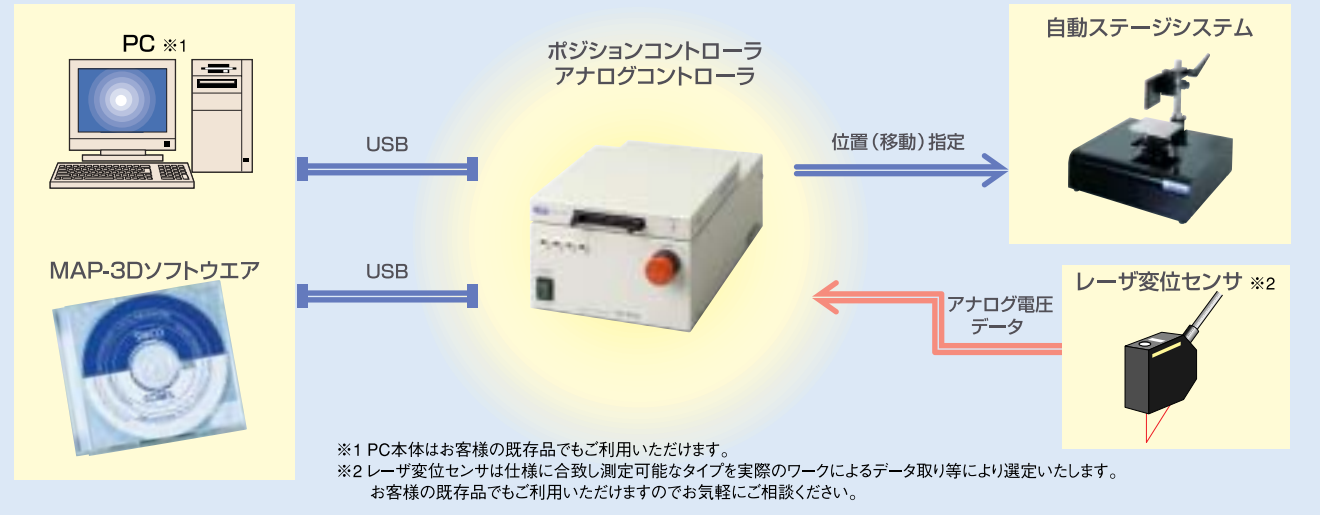 PC ※1
ポジションコントローラ
アナログコントローラ
自動ステージシステム
USB
位置(移動)指定
MAP-3Dソフトウエア
USB
レーザ変位センサ ※2
アナログ電圧
データ
※1 PC本体はお客様の既存品でもご利用いただけます。
※2 レーザ変位センサは仕様に合致し測定可能なタイプを実際のワークによるデータ取り等により選定いたします。
お客様の既存品でもご利用いただけますのでお気軽にご相談ください。